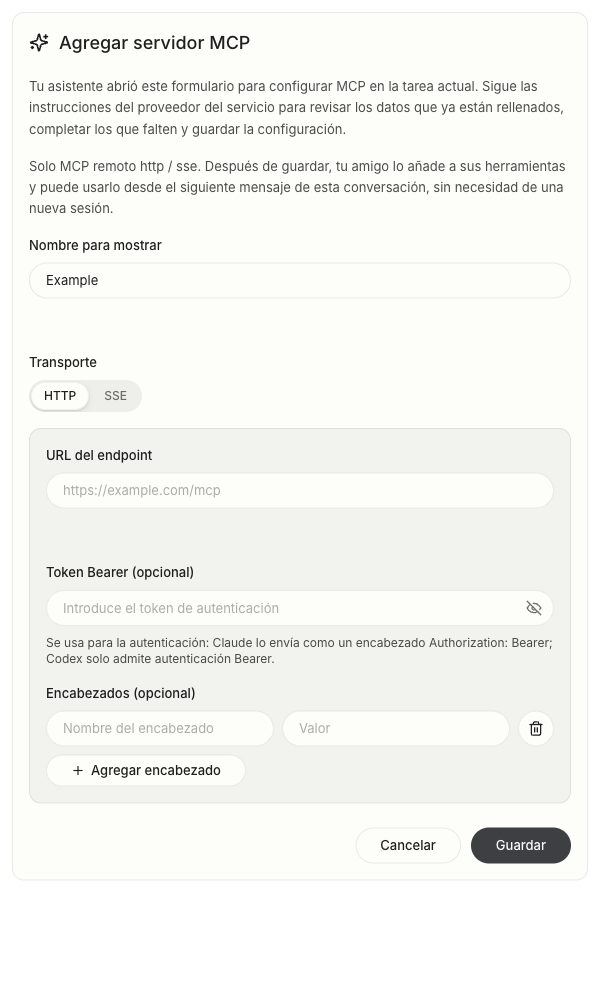 Agregar servidor MCP
Tu asistente abrió este formulario para configurar MCP en la tarea actual. Sigue las
instrucciones del proveedor del servicio para revisar los datos que ya están rellenados,
completar los que falten y guardar la configuración.
Solo MCP remoto http / sse. Después de guardar, tu amigo lo añade a sus herramientas
y puede usarlo desde el siguiente mensaje de esta conversación, sin necesidad de una
nueva sesión.
Nombre para mostrar
Example
Transporte
HTTP SSE
URL del endpoint
https://example.com/mcp
Token Bearer (opcional)
Introduce el token de autenticación
Se usa para la autenticación: Claude lo envía como un encabezado Authorization: Bearer;
Codex solo admite autenticación Bearer.
Encabezados (opcional)
Nombre del encabezado Valor
+ Agregar encabezado
Cancelar Guardar